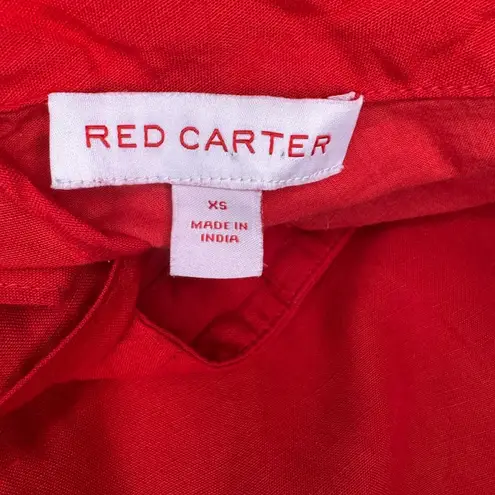 RED CARTER
XS
MADE IN
INDIA